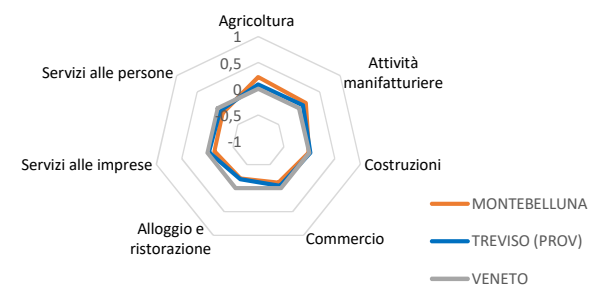 Agricoltura
1
0,5
0
-0,5
-1
Attività
manifatturiere
Costruzioni
Commercio
Alloggio e
ristorazione
Servizi alle imprese
Servizi alle persone
MONTEBELLUNA
TREVISO (PROV)
VENETO